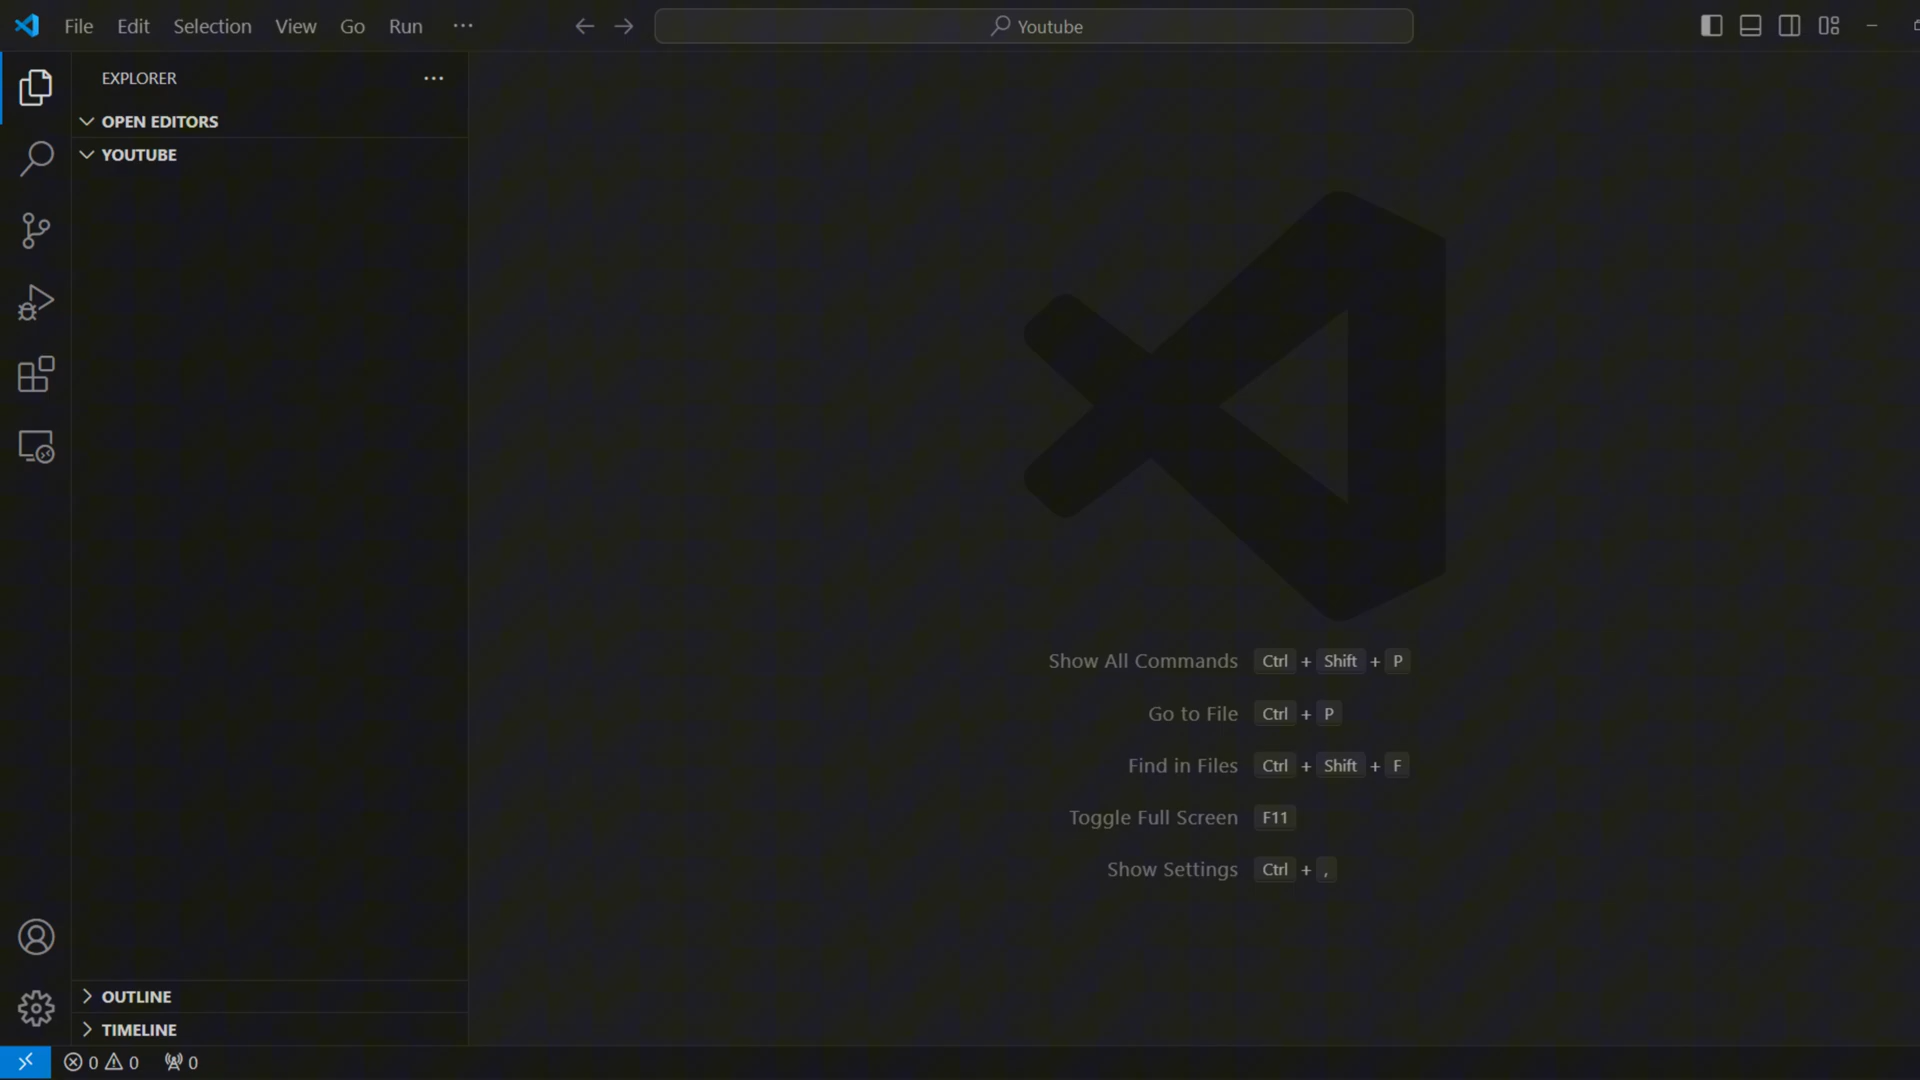 File Edit Selection View Go Run ···
Youtube
EXPLORER ···
OPEN EDITORS
YOUTUBE
Show All Commands Ctrl + Shift + P
Go to File Ctrl + P
Find in Files Ctrl + Shift + F
Toggle Full Screen F11
Show Settings Ctrl + ,
OUTLINE
TIMELINE
0 0 0